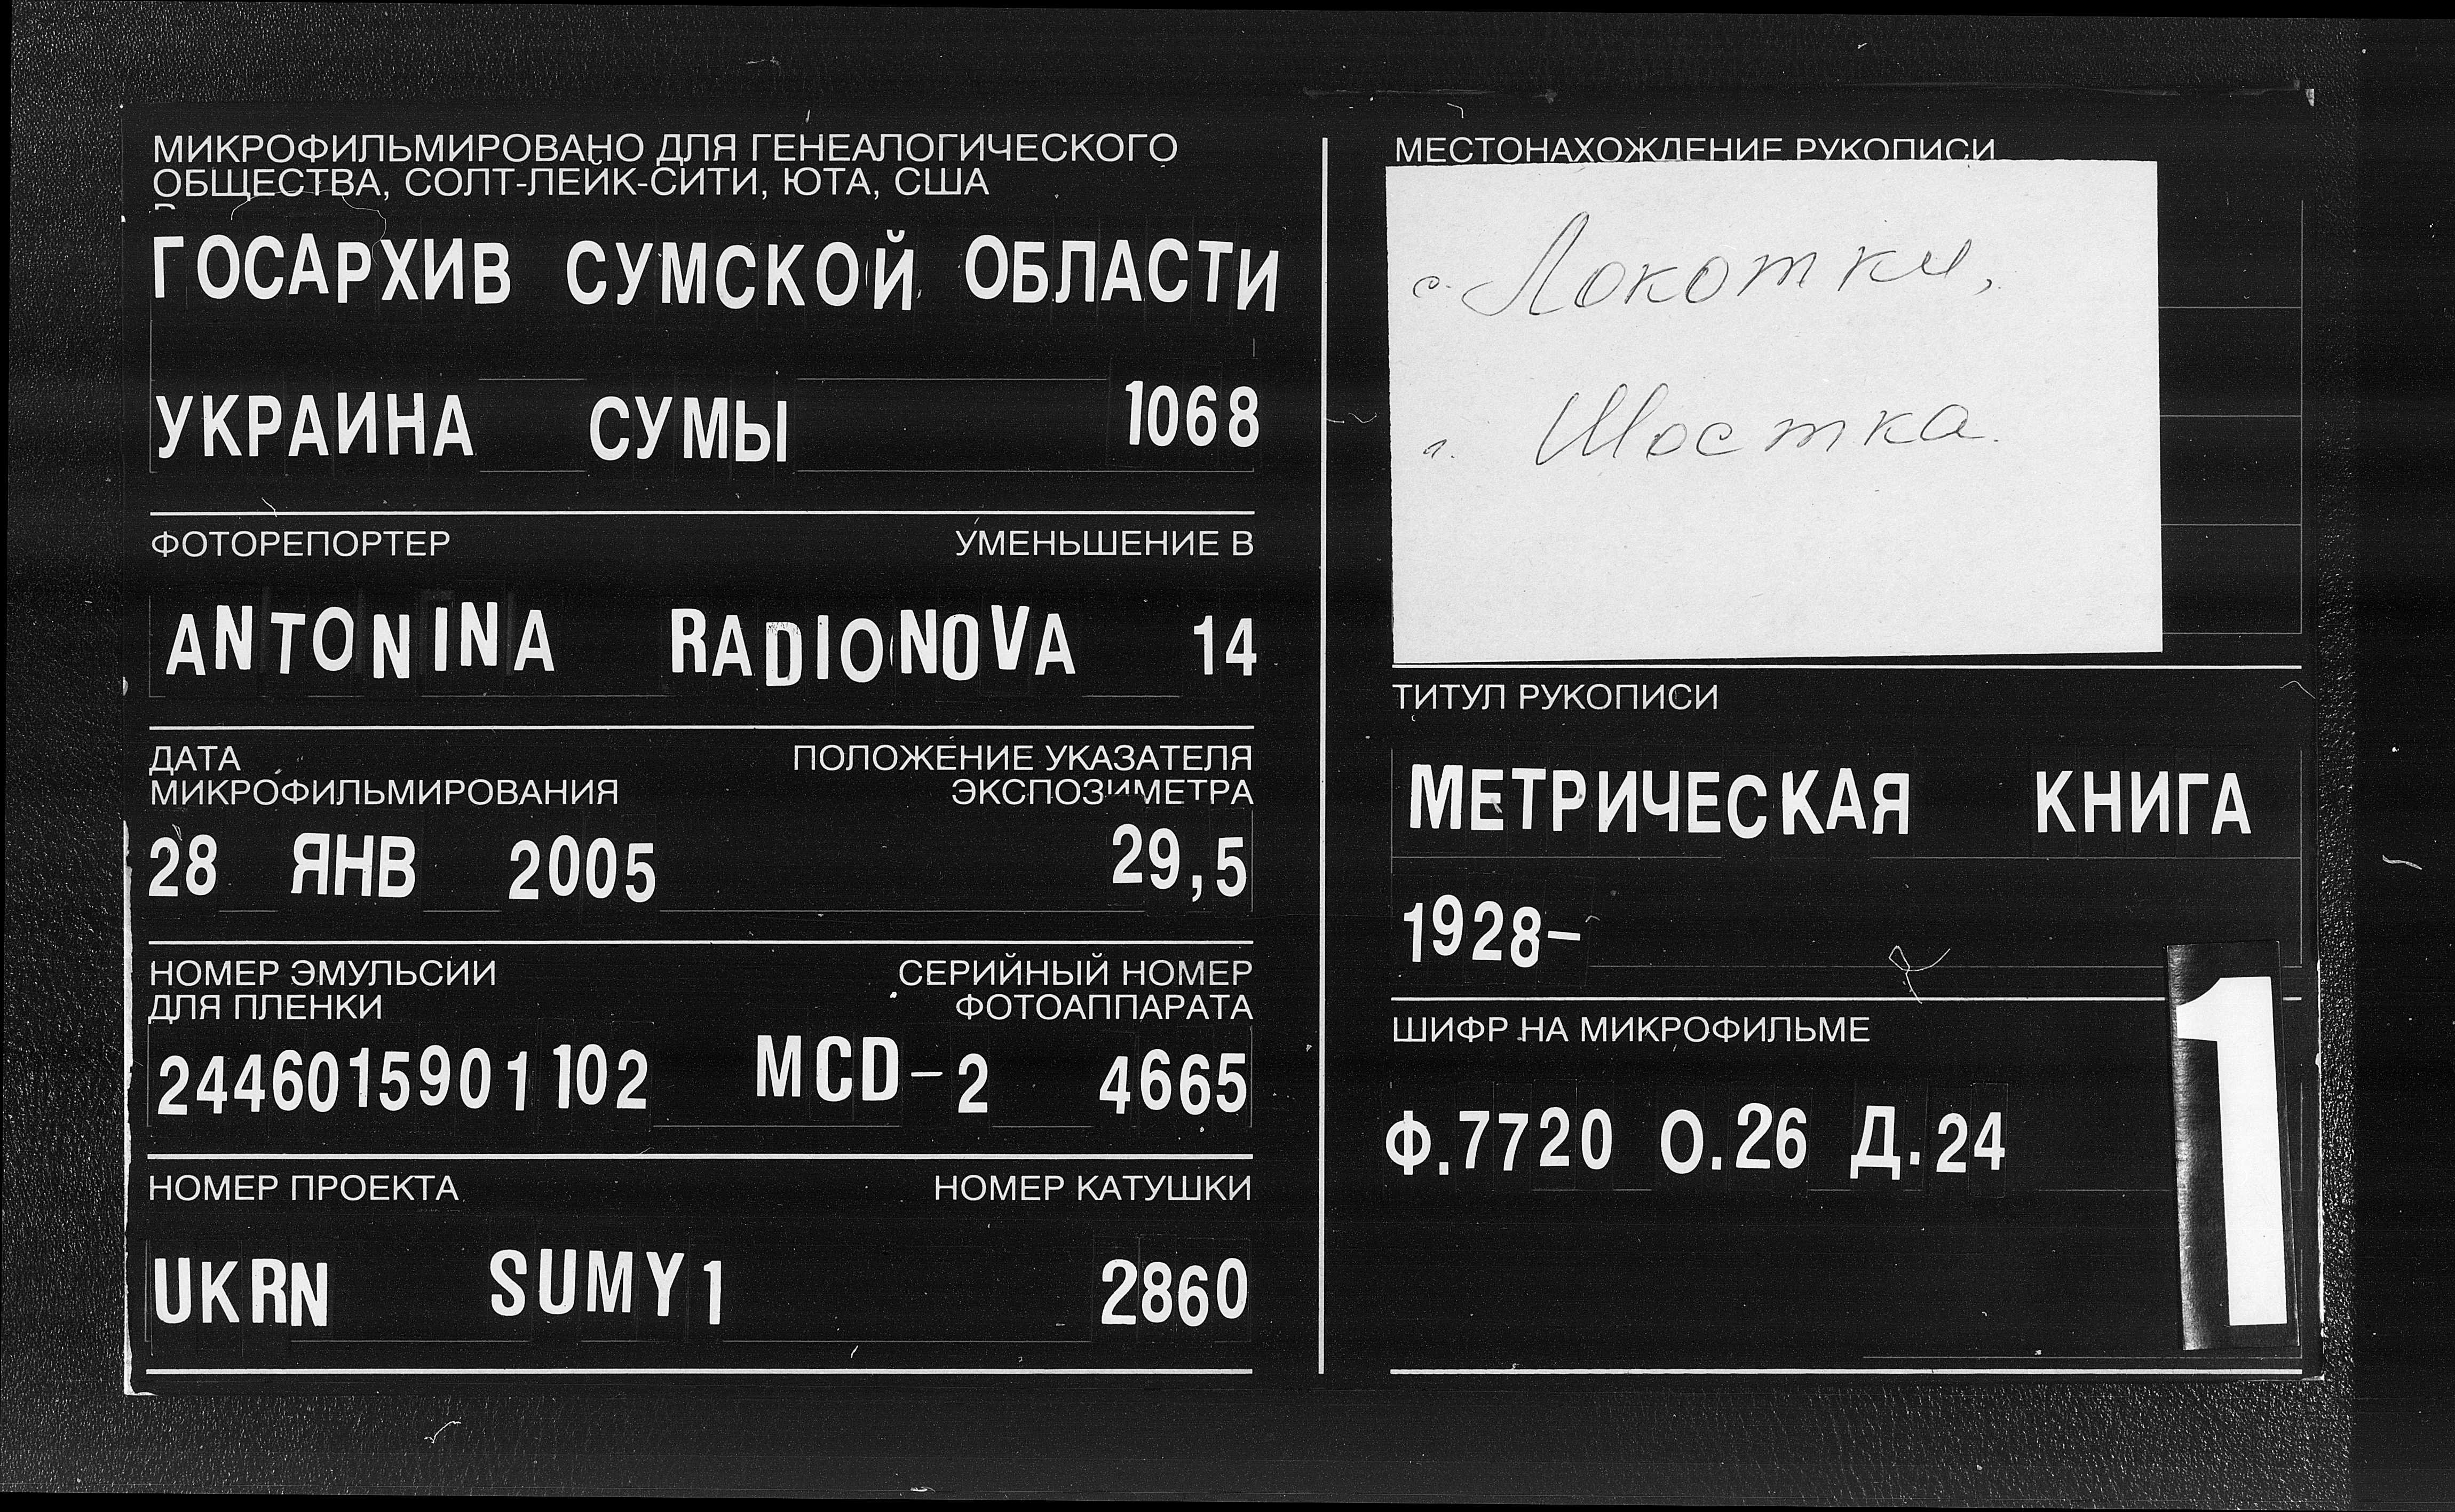 МИКРОФИЛЬМИРОВАНО ДЛЯ ГЕНЕАЛОГИЧЕСКОГО
ОБЩЕСТВА, СОЛТ-ЛЕЙК-СИТИ, ЮТА, США
ГОСАРХИВ СУМСКОЙ ОБЛАСТИ
УКРАИНА СУМЫ 1068
ФОТОРЕПОРТЕР УМЕНЬШЕНИЕ В
ANTONINA RADIONOVA 14
ДАТА ПОЛОЖЕНИЕ УКАЗАТЕЛЯ
МИКРОФИЛЬМИРОВАНИЯ ЭКСПОЗИМЕТРА
28 ЯНВ 2005 29,5
НОМЕР ЭМУЛЬСИИ СЕРИЙНЫЙ НОМЕР
ДЛЯ ПЛЕНКИ ФОТОАППАРАТА
2446015901102 MCD-2 4665
НОМЕР ПРОЕКТА НОМЕР КАТУШКИ
UKRN SUMY1 2860
МЕСТОНАХОЖДЕНИЕ РУКОПИСИ
с. Локотки,
г. Шостка.
ТИТУЛ РУКОПИСИ
МЕТРИЧЕСКАЯ КНИГА
1928-
ШИФР НА МИКРОФИЛЬМЕ
Ф.7720 О.26 Д.24
1